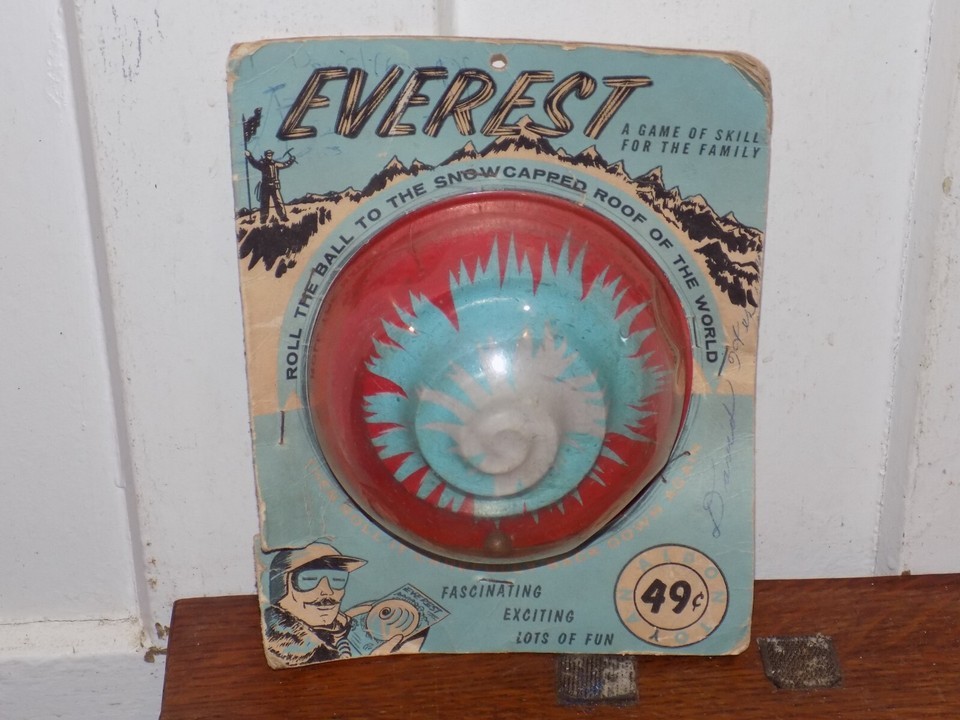 EVEREST
A GAME OF SKILL
FOR THE FAMILY
ROLL THE BALL TO THE SNOWCAPPED ROOF OF THE WORLD
FASCINATING
EXCITING
LOTS OF FUN
49¢
EVEREST